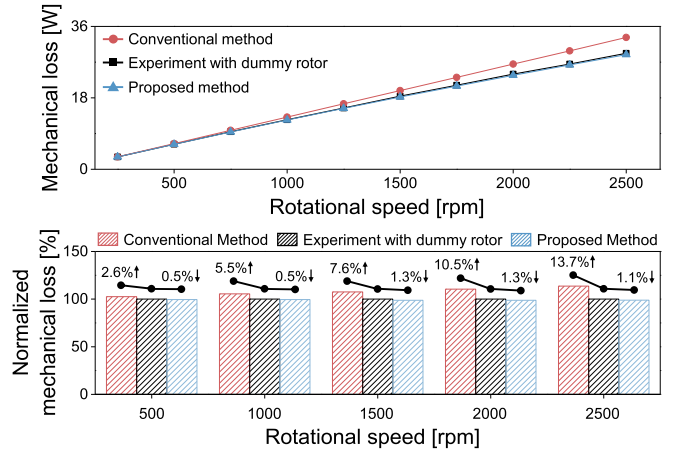 Mechanical loss [W]
36
18
0
Conventional method
Experiment with dummy rotor
Proposed method
500 1000 1500 2000 2500
Rotational speed [rpm]
Conventional Method Experiment with dummy rotor Proposed Method
Normalized
mechanical loss [%]
150
100
50
0
2.6%↑ 0.5%↓ 5.5%↑ 0.5%↓ 7.6%↑ 1.3%↓ 10.5%↑ 1.3%↓ 13.7%↑ 1.1%↓
500 1000 1500 2000 2500
Rotational speed [rpm]